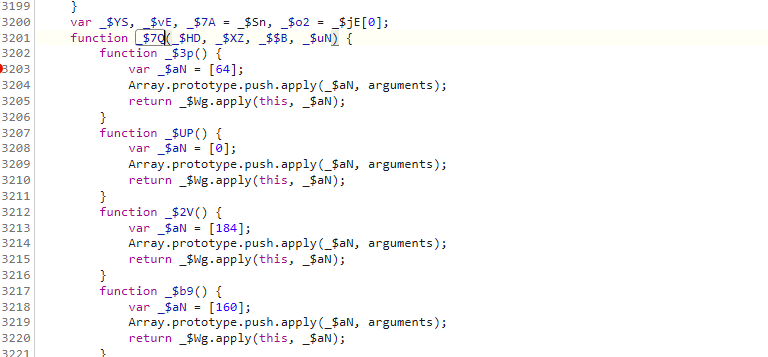 3199 }
3200 var _$YS, _$vE, _$7A = _$Sn, _$o2 = _$jE[0];
3201 function _$7Q(_$HD, _$XZ, _$$B, _$uN) {
3202 function _$3p() {
3203 var _$aN = [64];
3204 Array.prototype.push.apply(_$aN, arguments);
3205 return _$Wg.apply(this, _$aN);
3206 }
3207 function _$UP() {
3208 var _$aN = [0];
3209 Array.prototype.push.apply(_$aN, arguments);
3210 return _$Wg.apply(this, _$aN);
3211 }
3212 function _$2V() {
3213 var _$aN = [184];
3214 Array.prototype.push.apply(_$aN, arguments);
3215 return _$Wg.apply(this, _$aN);
3216 }
3217 function _$b9() {
3218 var _$aN = [160];
3219 Array.prototype.push.apply(_$aN, arguments);
3220 return _$Wg.apply(this, _$aN);
3221 }